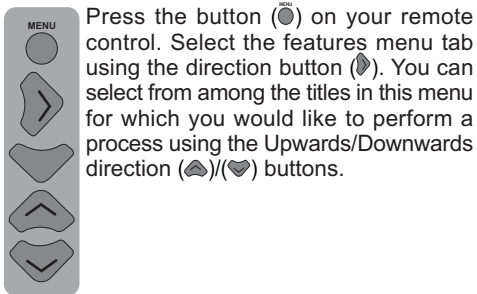 MENU
Press the button (MENU) on your remote
control. Select the features menu tab
using the direction button (). You can
select from among the titles in this menu
for which you would like to perform a
process using the Upwards/Downwards
direction ()/() buttons.